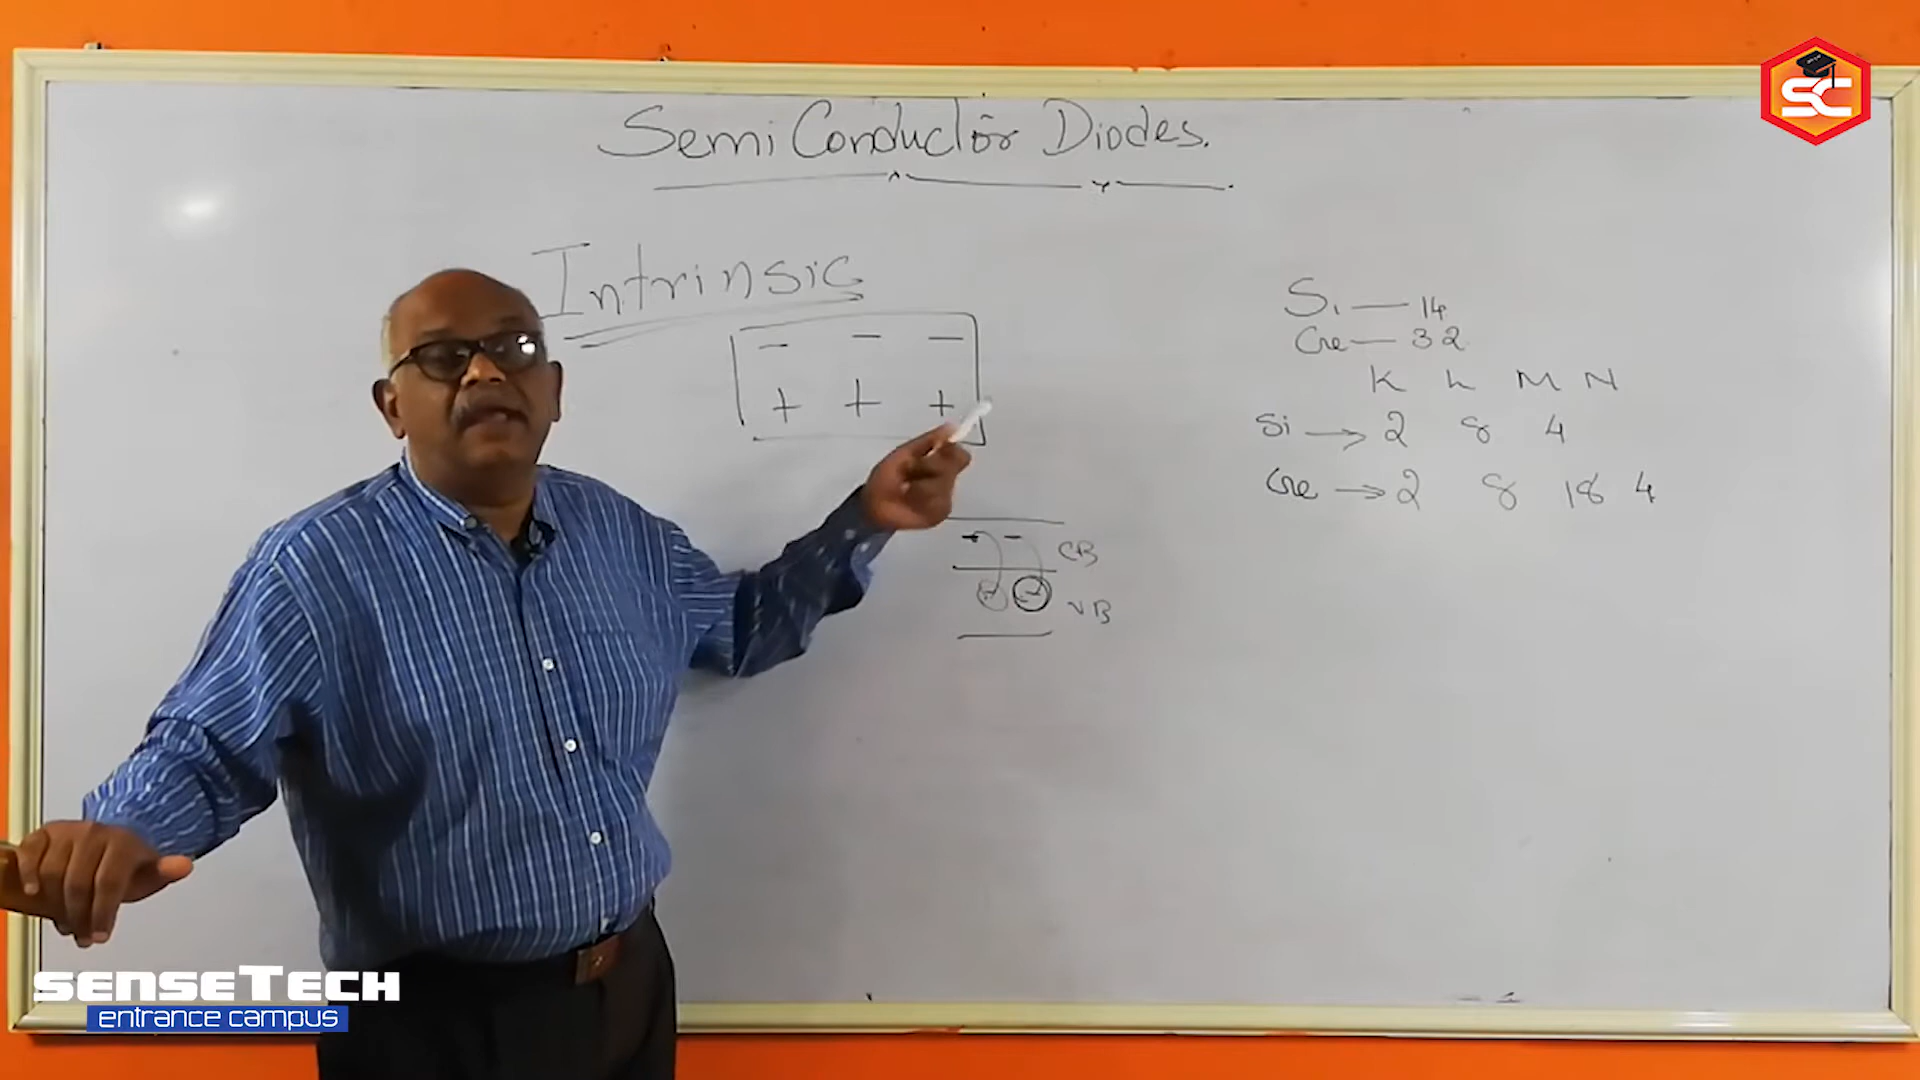 SC
Semi Conductor Diodes.
Intrinsic
- - -
+ + +
CB
VB
Si — 14
Ge — 32
K L M N
Si → 2 8 4
Ge → 2 8 18 4
SENSETECH
entrance campus